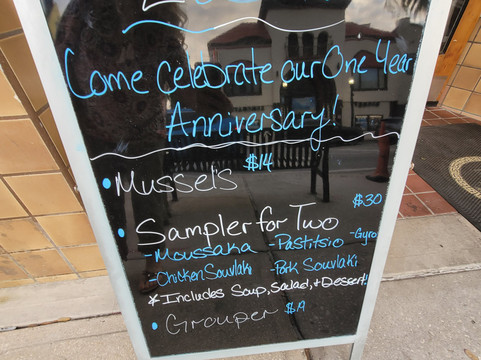 Come celebrate our One Year
Anniversary!
• Mussel's $14
• Sampler for Two $30
- Moussaka - Pastitsio - Gyro
- Chicken Souvlaki - Pork Souvlaki
* Includes Soup, Salad, + Dessert!
• Grouper